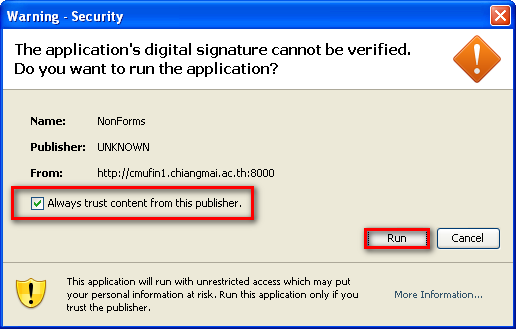 Warning - Security
The application's digital signature cannot be verified.
Do you want to run the application?
Name: NonForms
Publisher: UNKNOWN
From: http://cmufin1.chiangmai.ac.th:8000
Always trust content from this publisher.
Run Cancel
This application will run with unrestricted access which may put
your personal information at risk. Run this application only if you
trust the publisher.
More Information...